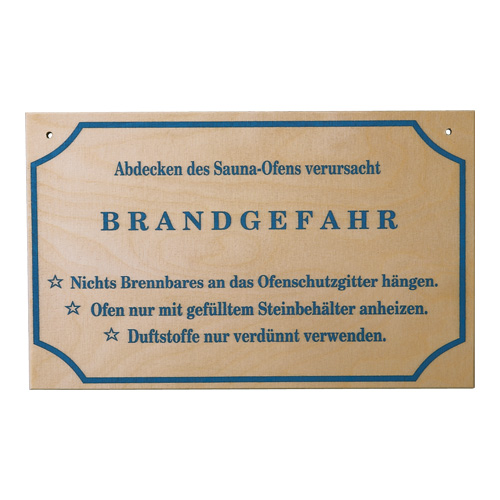 Abdecken des Sauna-Ofens verursacht
BRANDGEFAHR
☆ Nichts Brennbares an das Ofenschutzgitter hängen.
☆ Ofen nur mit gefülltem Steinbehälter anheizen.
☆ Duftstoffe nur verdünnt verwenden.